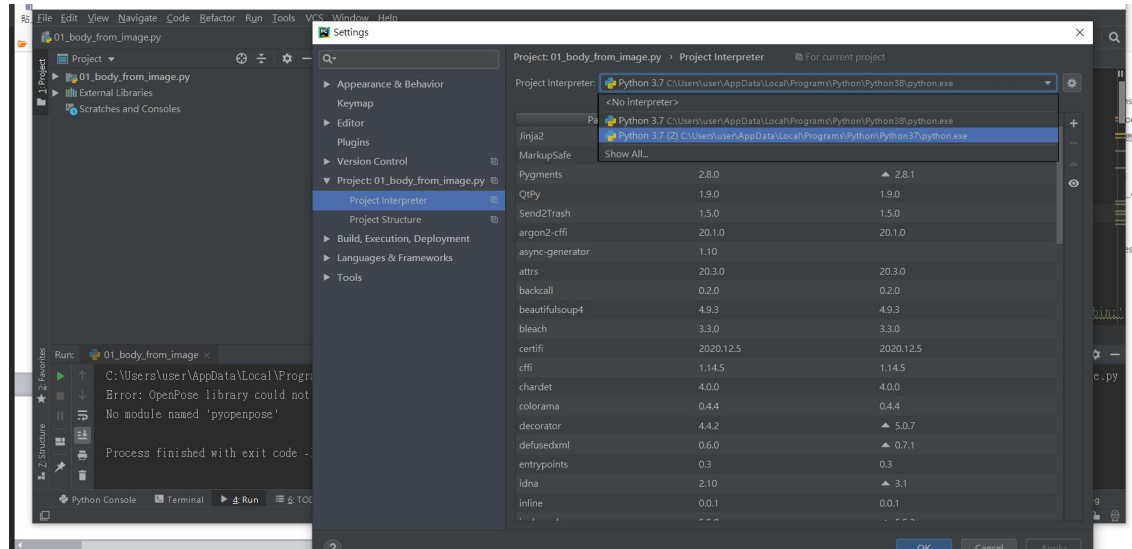 File Edit View Navigate Code Refactor Run Tools VCS Window Help
01_body_from_image.py
1: Project
Project
01_body_from_image.py
External Libraries
Scratches and Consoles
Settings
Appearance & Behavior
Keymap
Editor
Plugins
Version Control
Project: 01_body_from_image.py
Project Interpreter
Project Structure
Build, Execution, Deployment
Languages & Frameworks
Tools
Project: 01_body_from_image.py › Project Interpreter For current project
Project Interpreter: Python 3.7 C:\Users\user\AppData\Local\Programs\Python\Python38\python.exe
<No interpreter>
Python 3.7 C:\Users\user\AppData\Local\Programs\Python\Python38\python.exe
Python 3.7 (2) C:\Users\user\AppData\Local\Programs\Python\Python37\python.exe
Show All...
Jinja2
MarkupSafe
Pygments 2.8.0 2.8.1
QtPy 1.9.0 1.9.0
Send2Trash 1.5.0 1.5.0
argon2-cffi 20.1.0 20.1.0
async-generator 1.10
attrs 20.3.0 20.3.0
backcall 0.2.0 0.2.0
beautifulsoup4 4.9.3 4.9.3
bleach 3.3.0 3.3.0
certifi 2020.12.5 2020.12.5
cffi 1.14.5 1.14.5
chardet 4.0.0 4.0.0
colorama 0.4.4 0.4.4
decorator 4.4.2 5.0.7
defusedxml 0.6.0 0.7.1
entrypoints 0.3 0.3
idna 2.10 3.1
inline 0.0.1 0.0.1
OK Cancel Apply
2: Favorites
Z: Structure
Run: 01_body_from_image
C:\Users\user\AppData\Local\Progra
Error: OpenPose library could not
No module named 'pyopenpose'
Process finished with exit code -
Python Console Terminal 4: Run 6: TOD
bin;'
e.py